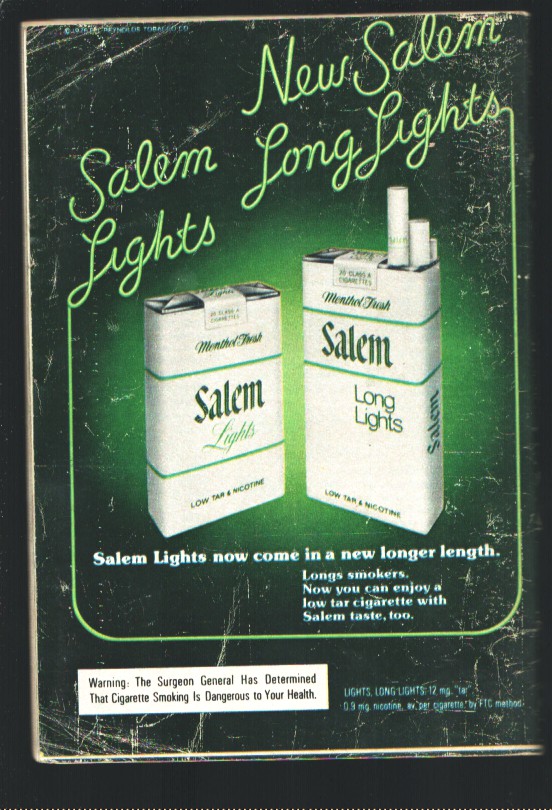 REYNOLDS TOBACCO CO.
New Salem
Long Lights
Salem
Lights
Lights
20 CLASS A
CIGARETTES
Menthol Fresh
Salem
Lights
LOW TAR & NICOTINE
20 CLASS A
CIGARETTES
Menthol Fresh
Salem
Long
Lights
Salem
LOW TAR & NICOTINE
Salem Lights now come in a new longer length.
Longs smokers.
Now you can enjoy a
low tar cigarette with
Salem taste, too.
Warning: The Surgeon General Has Determined
That Cigarette Smoking Is Dangerous to Your Health.
LIGHTS, LONG LIGHTS: 12 mg. "tar"
0.9 mg. nicotine, av. per cigarette by FTC method.